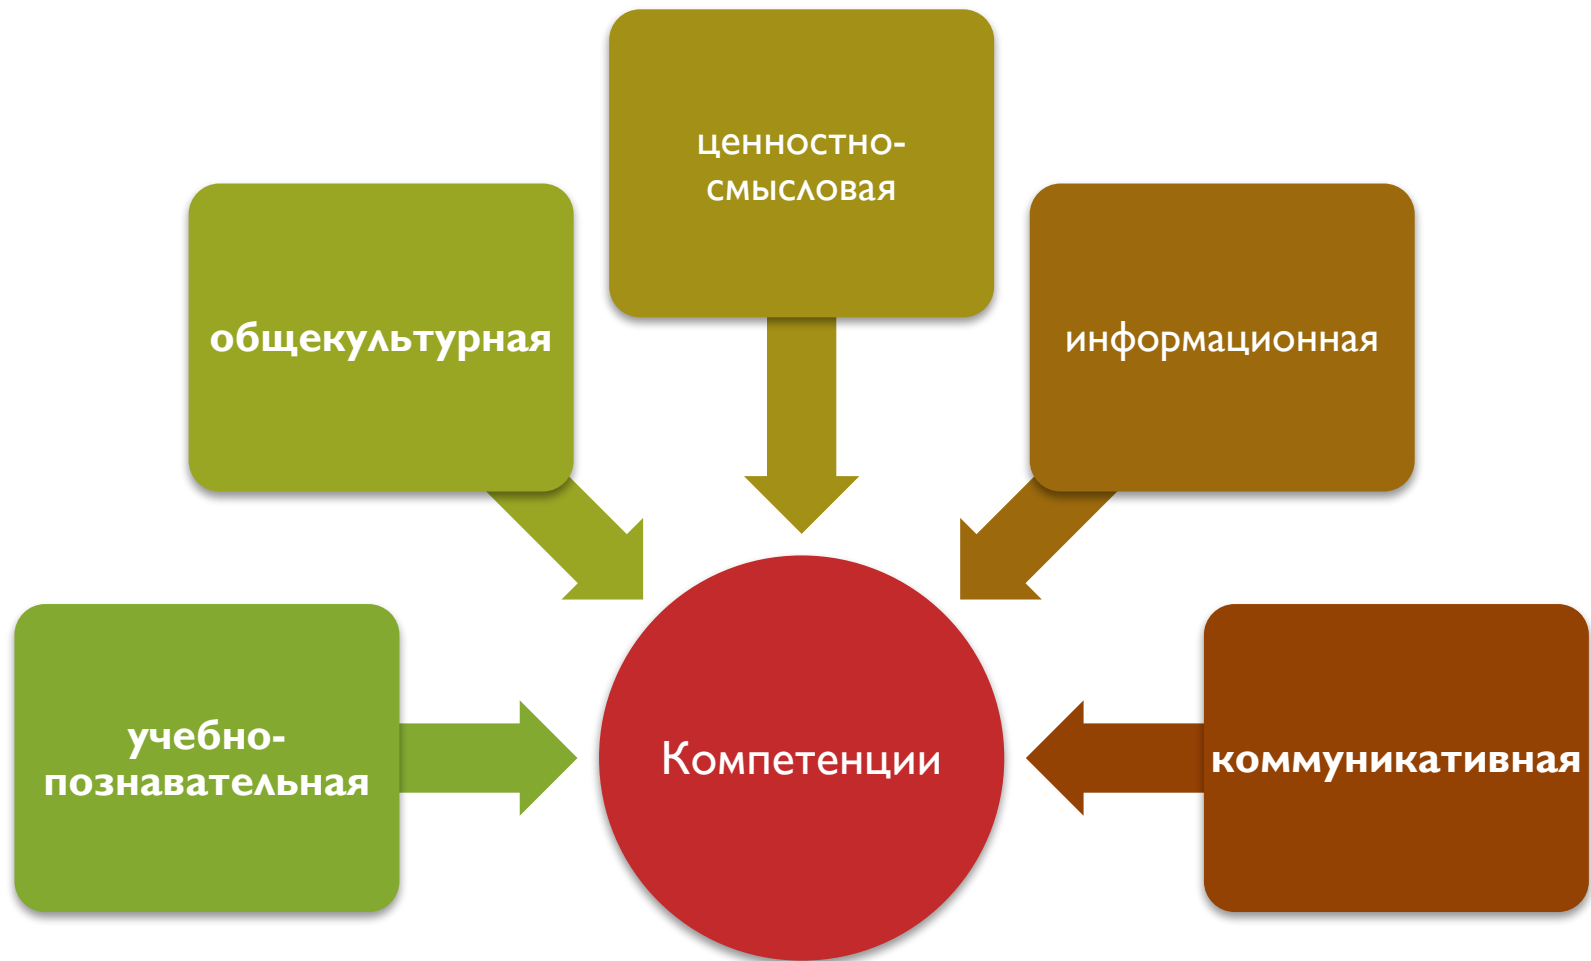 ценностно-
смысловая
общекультурная
информационная
учебно-
познавательная
Компетенции
коммуникативная